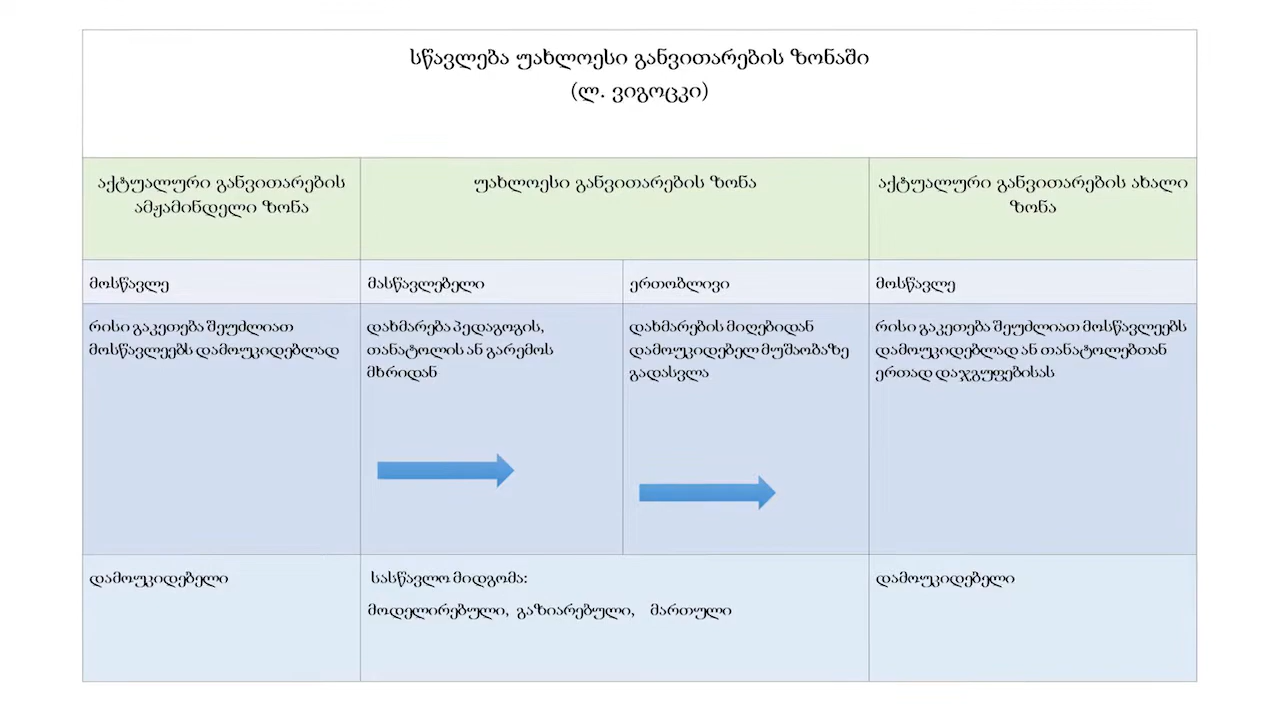 სწავლება უახლოესი განვითარების ზონაში
(ლ. ვიგოცკი)
აქტუალური განვითარების
ამჟამინდელი ზონა
უახლოესი განვითარების ზონა
აქტუალური განვითარების ახალი
ზონა
მოსწავლე
მასწავლებელი
ერთობლივი
მოსწავლე
რისი გაკეთება შეუძლიათ
მოსწავლეებს დამოუკიდებლად
დახმარება პედაგოგის,
თანატოლის ან გარემოს
მხრიდან
დახმარების მიღებიდან
დამოუკიდებელ მუშაობაზე
გადასვლა
რისი გაკეთება შეუძლიათ მოსწავლეებს
დამოუკიდებლად ან თანატოლებთან
ერთად დაჯგუფებისას
დამოუკიდებელი
სასწავლო მიდგომა:
მოდელირებული, გაზიარებული, მართული
დამოუკიდებელი